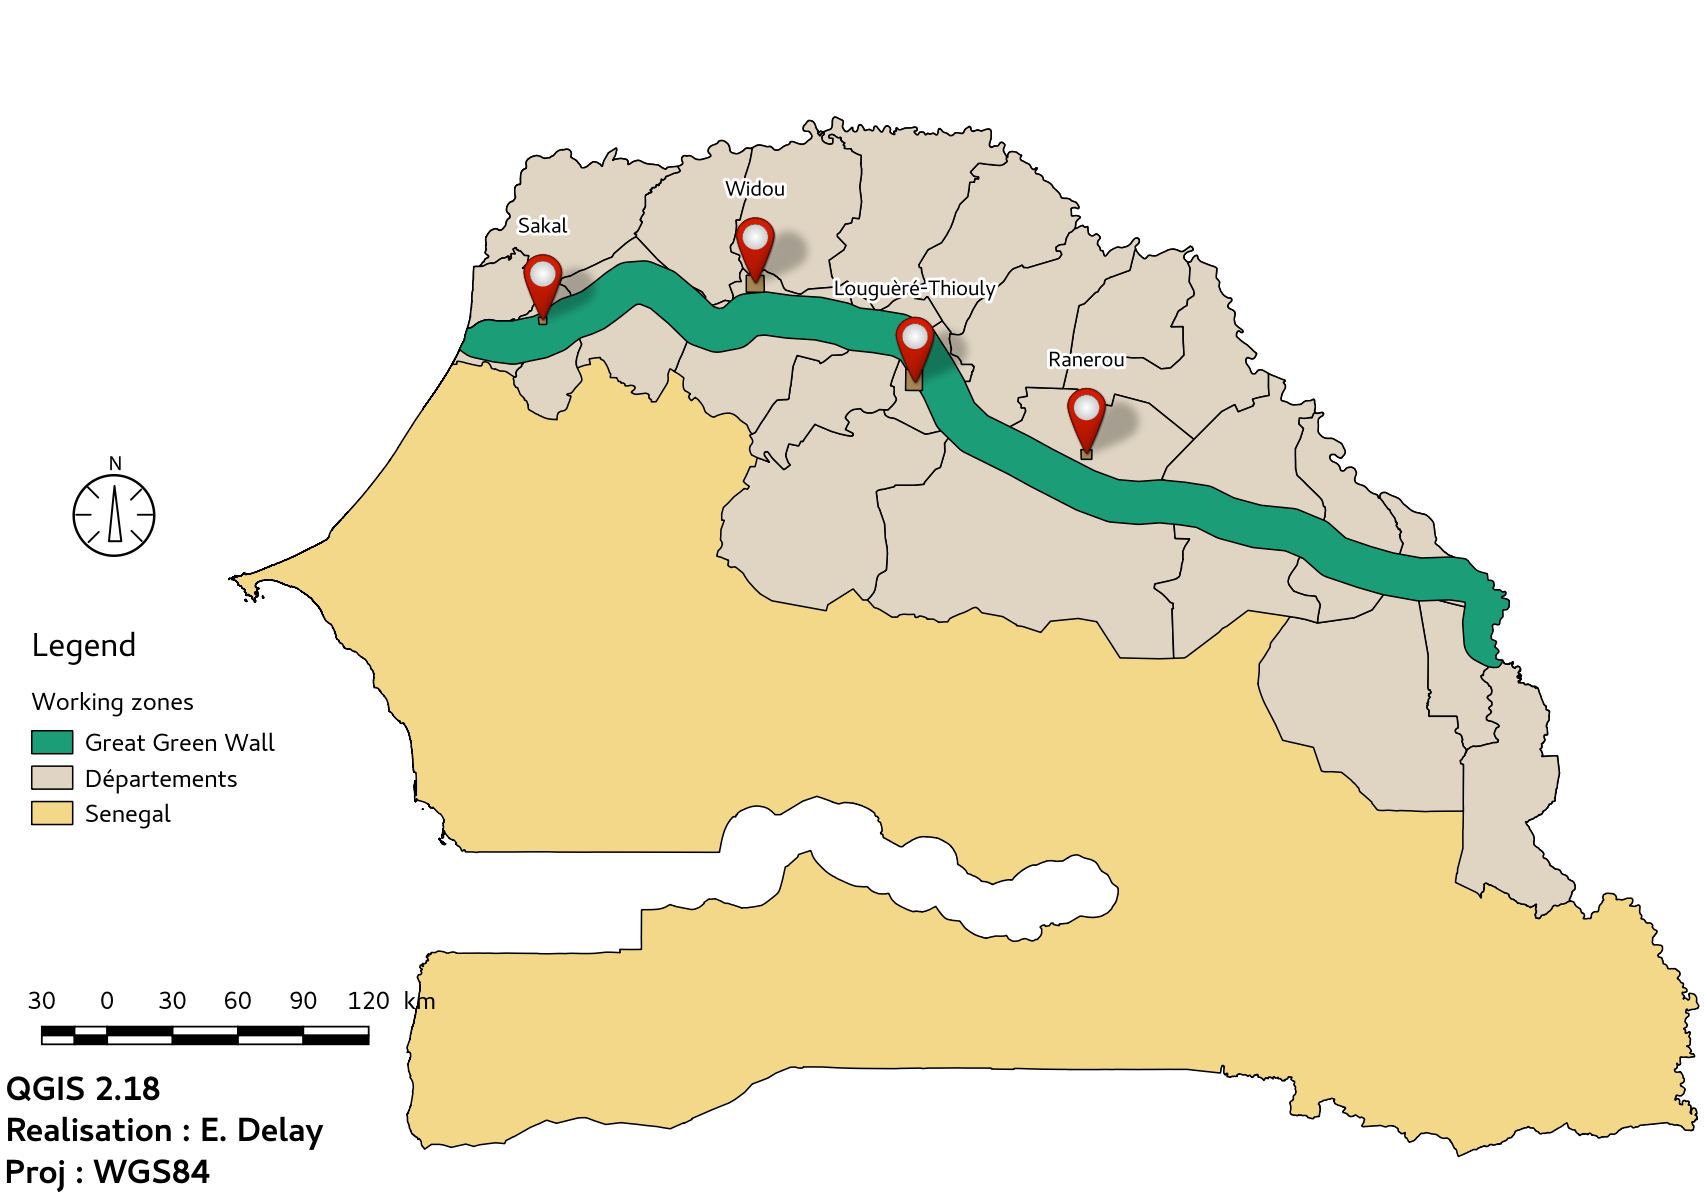 Widou
Sakal
Louguèré-Thiouly
Ranerou
N
Legend
Working zones
Great Green Wall
Départements
Senegal
30 0 30 60 90 120 km
QGIS 2.18
Realisation : E. Delay
Proj : WGS84